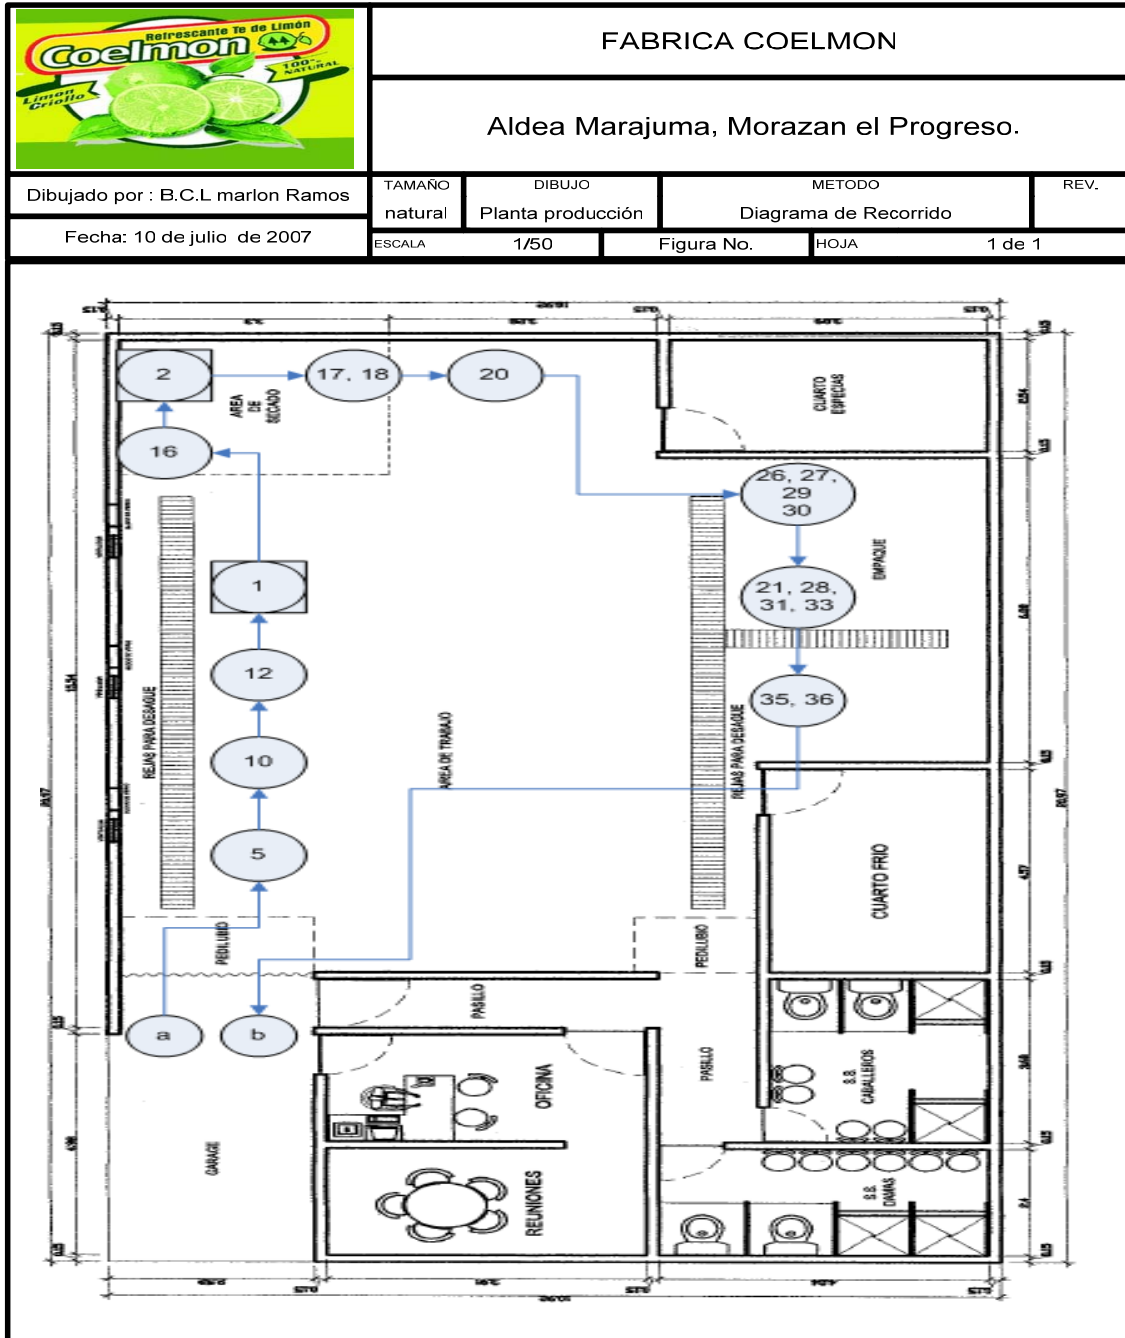 Refrescante Te de Limón
Coelmon
100%
NATURAL
Limon
Criollo
FABRICA COELMON
Aldea Marajuma, Morazan el Progreso.
Dibujado por : B.C.L marlon Ramos
Fecha: 10 de julio de 2007
TAMAÑO
natural
DIBUJO
Planta producción
METODO
Diagrama de Recorrido
REV.
ESCALA
1/50
Figura No.
HOJA
1 de 1
2
17, 18
20
AREA
DE
SECADO
CUARTO
ESPECIAS
16
26, 27,
29
30
EMPAQUE
1
21, 28,
31, 33
12
35, 36
REJAS PARA DESAGUE
AREA DE TRABAJO
REJAS PARA DESAGUE
10
5
CUARTO FRIO
PEDILUBIO
PEDILUBIO
a
b
PASILLO
PASILLO
OFICINA
S.S.
CABALLEROS
GARAGE
REUNIONES
S.S.
DAMAS